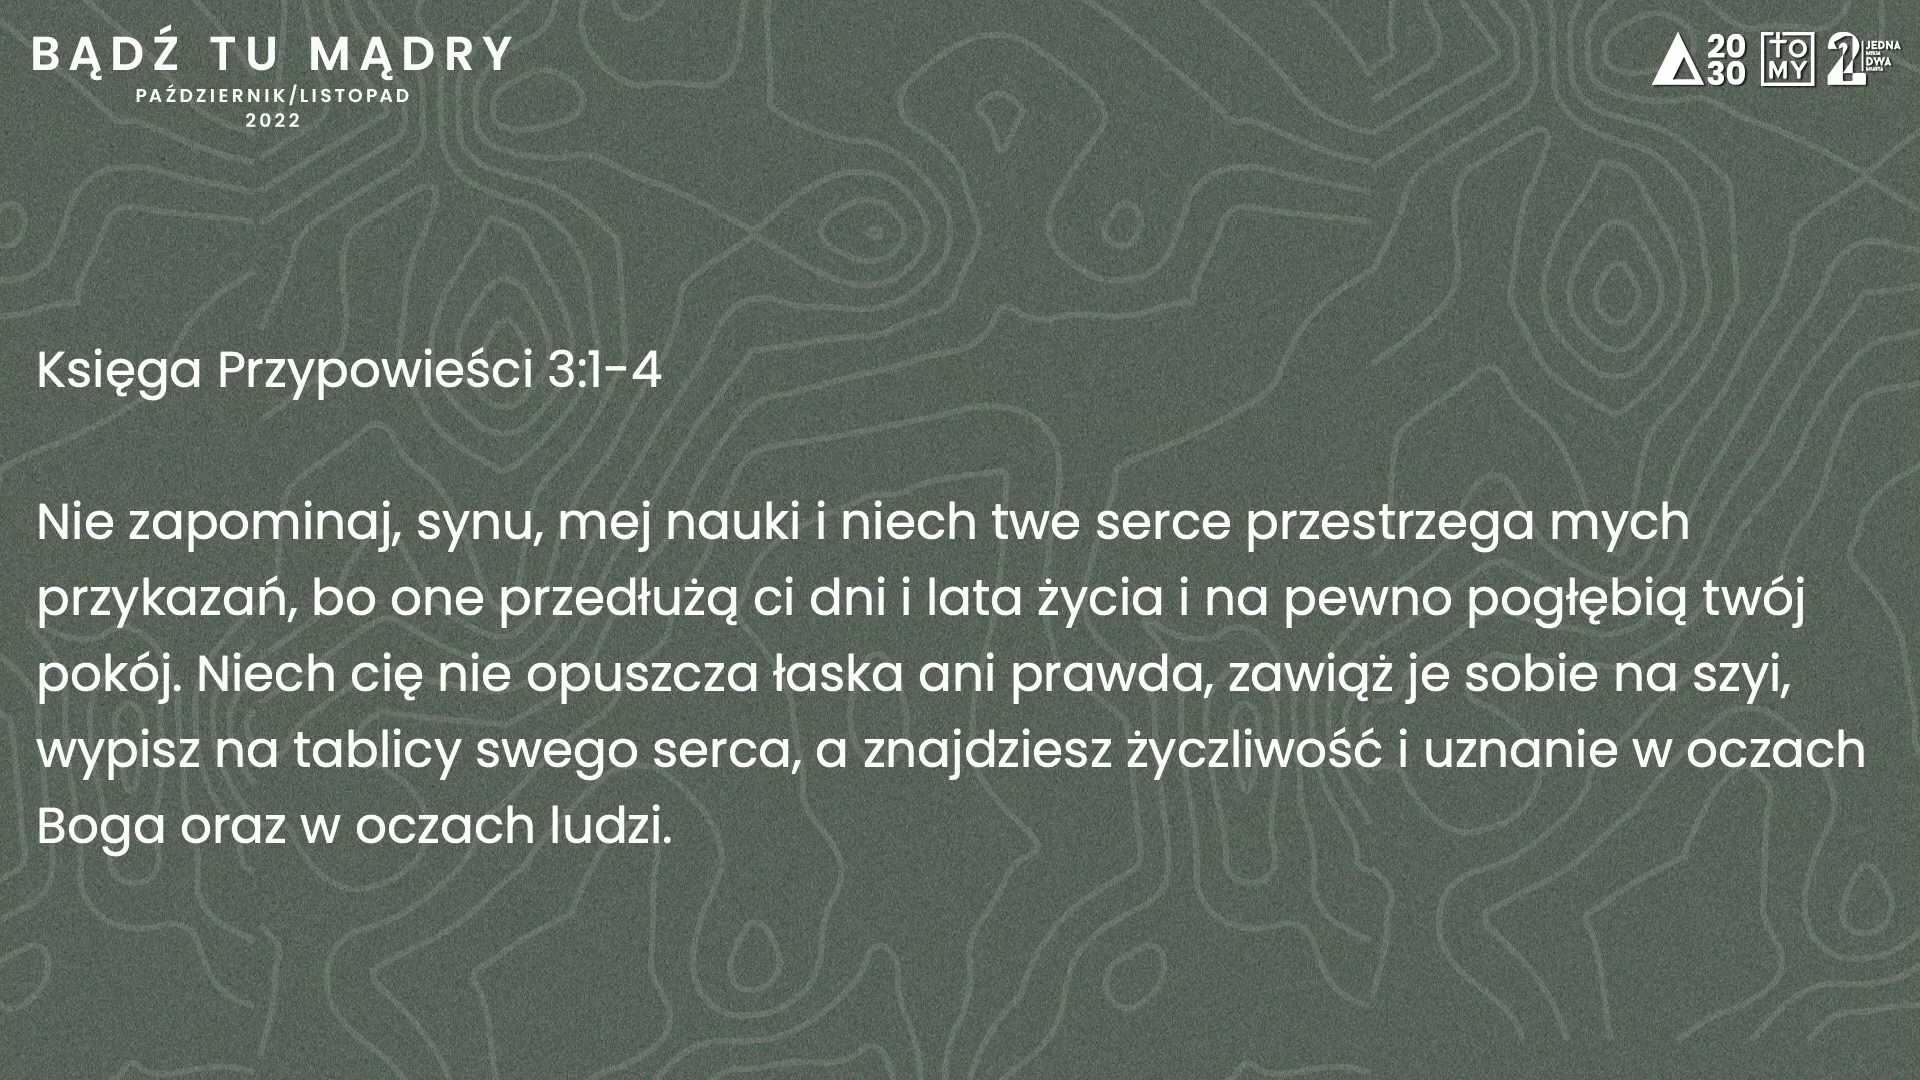 BĄDŹ TU MĄDRY
PAŹDZIERNIK/LISTOPAD
2022
20
30
TO
MY
2
JEDNA
DWA
Księga Przypowieści 3:1-4
Nie zapominaj, synu, mej nauki i niech twe serce przestrzega mych
przykazań, bo one przedłużą ci dni i lata życia i na pewno pogłębią twój
pokój. Niech cię nie opuszcza łaska ani prawda, zawiąż je sobie na szyi,
wypisz na tablicy swego serca, a znajdziesz życzliwość i uznanie w oczach
Boga oraz w oczach ludzi.